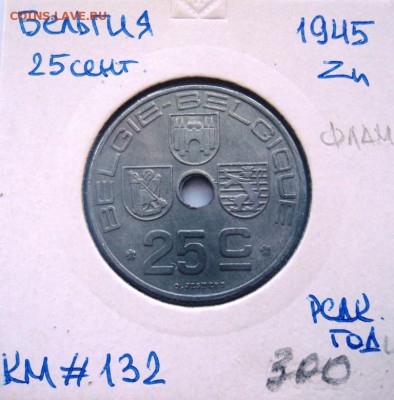 COINS.LAVE.RU
БЕЛЬГИЯ
25 сент.
1945
Zn
ФЛАМ
BELGIE-BELGIQUE
* 25 C *
РЕДК.
ГОД
300
KM # 132